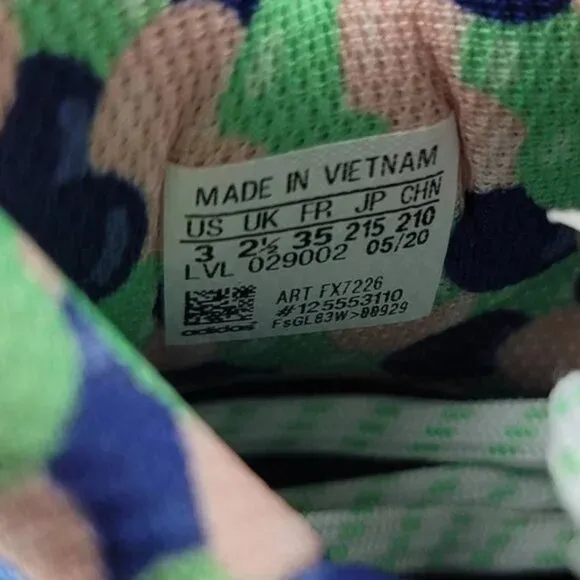 MADE IN VIETNAM
US UK FR JP CHN
3 2½ 35 215 210
LVL 029002 05/20
ART FX7226
#125553110
adidas FsGL83W>99929